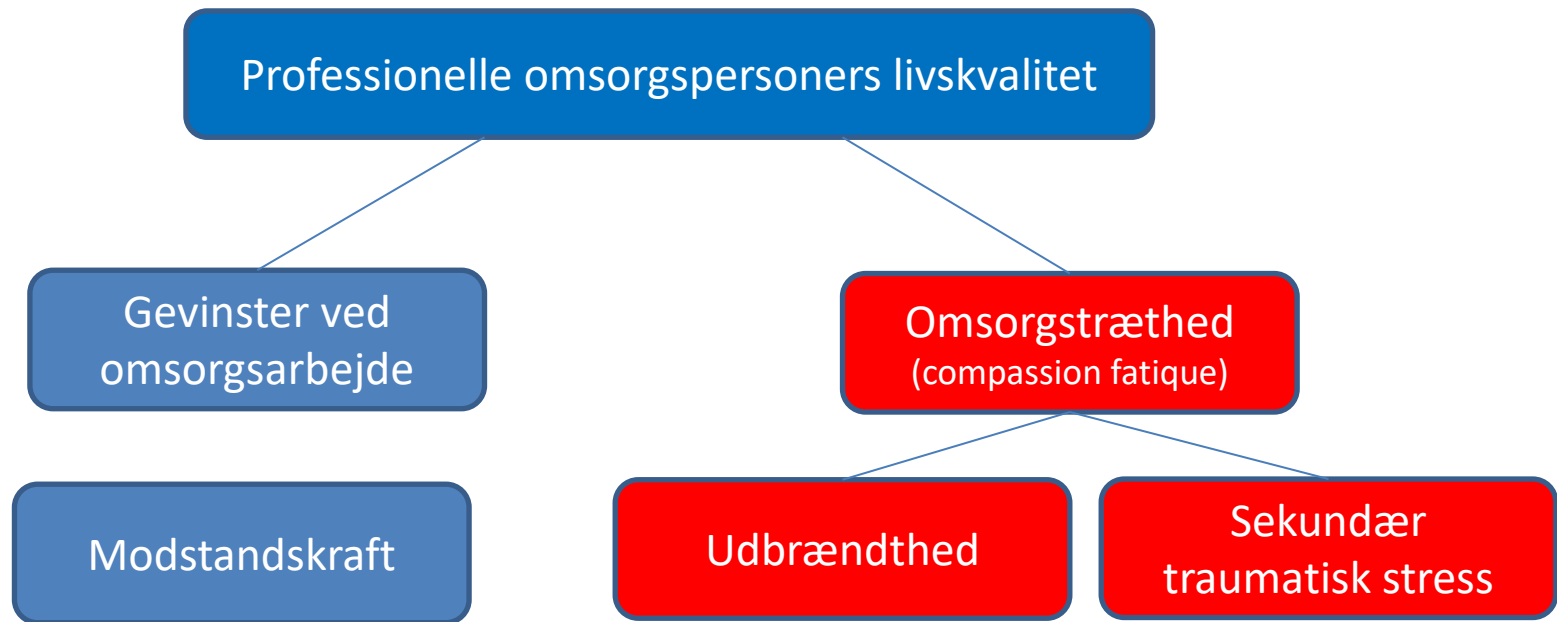 Professionelle omsorgspersoners livskvalitet
Gevinster ved
omsorgsarbejde
Omsorgstræthed
(compassion fatique)
Modstandskraft
Udbrændthed
Sekundær
traumatisk stress